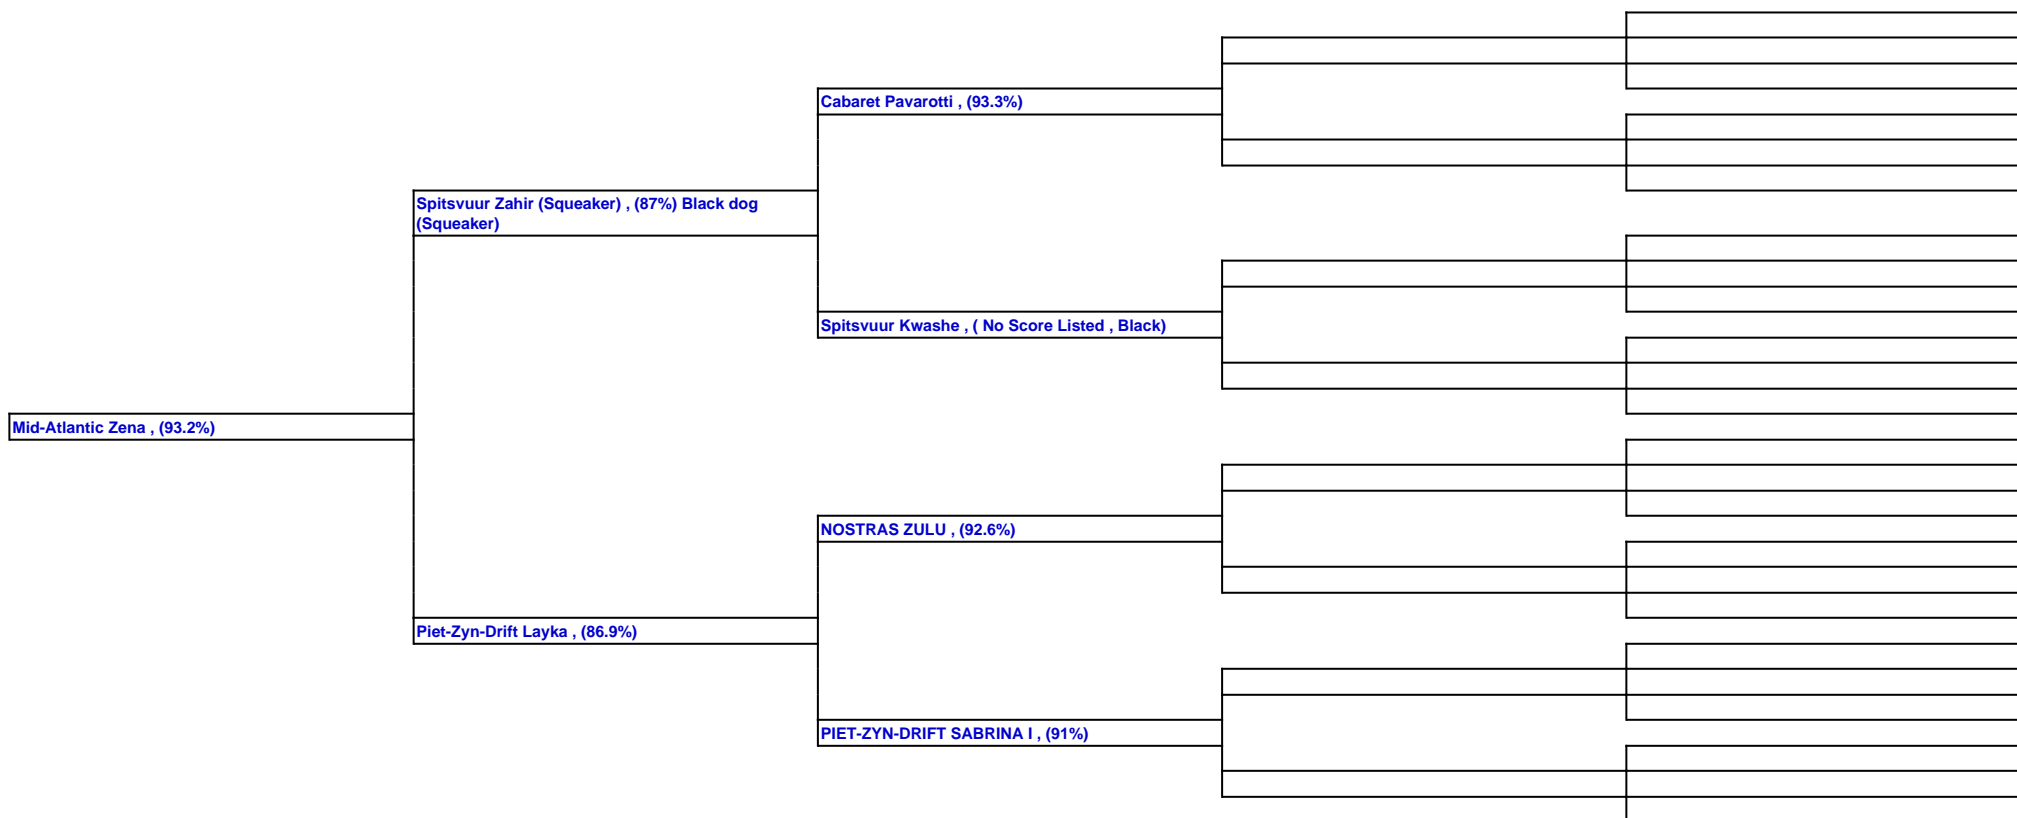 Cabaret Pavarotti , (93.3%)
Spitsvuur Zahir (Squeaker) , (87%) Black dog
(Squeaker)
Spitsvuur Kwashe , ( No Score Listed , Black)
Mid-Atlantic Zena , (93.2%)
NOSTRAS ZULU , (92.6%)
Piet-Zyn-Drift Layka , (86.9%)
PIET-ZYN-DRIFT SABRINA I , (91%)